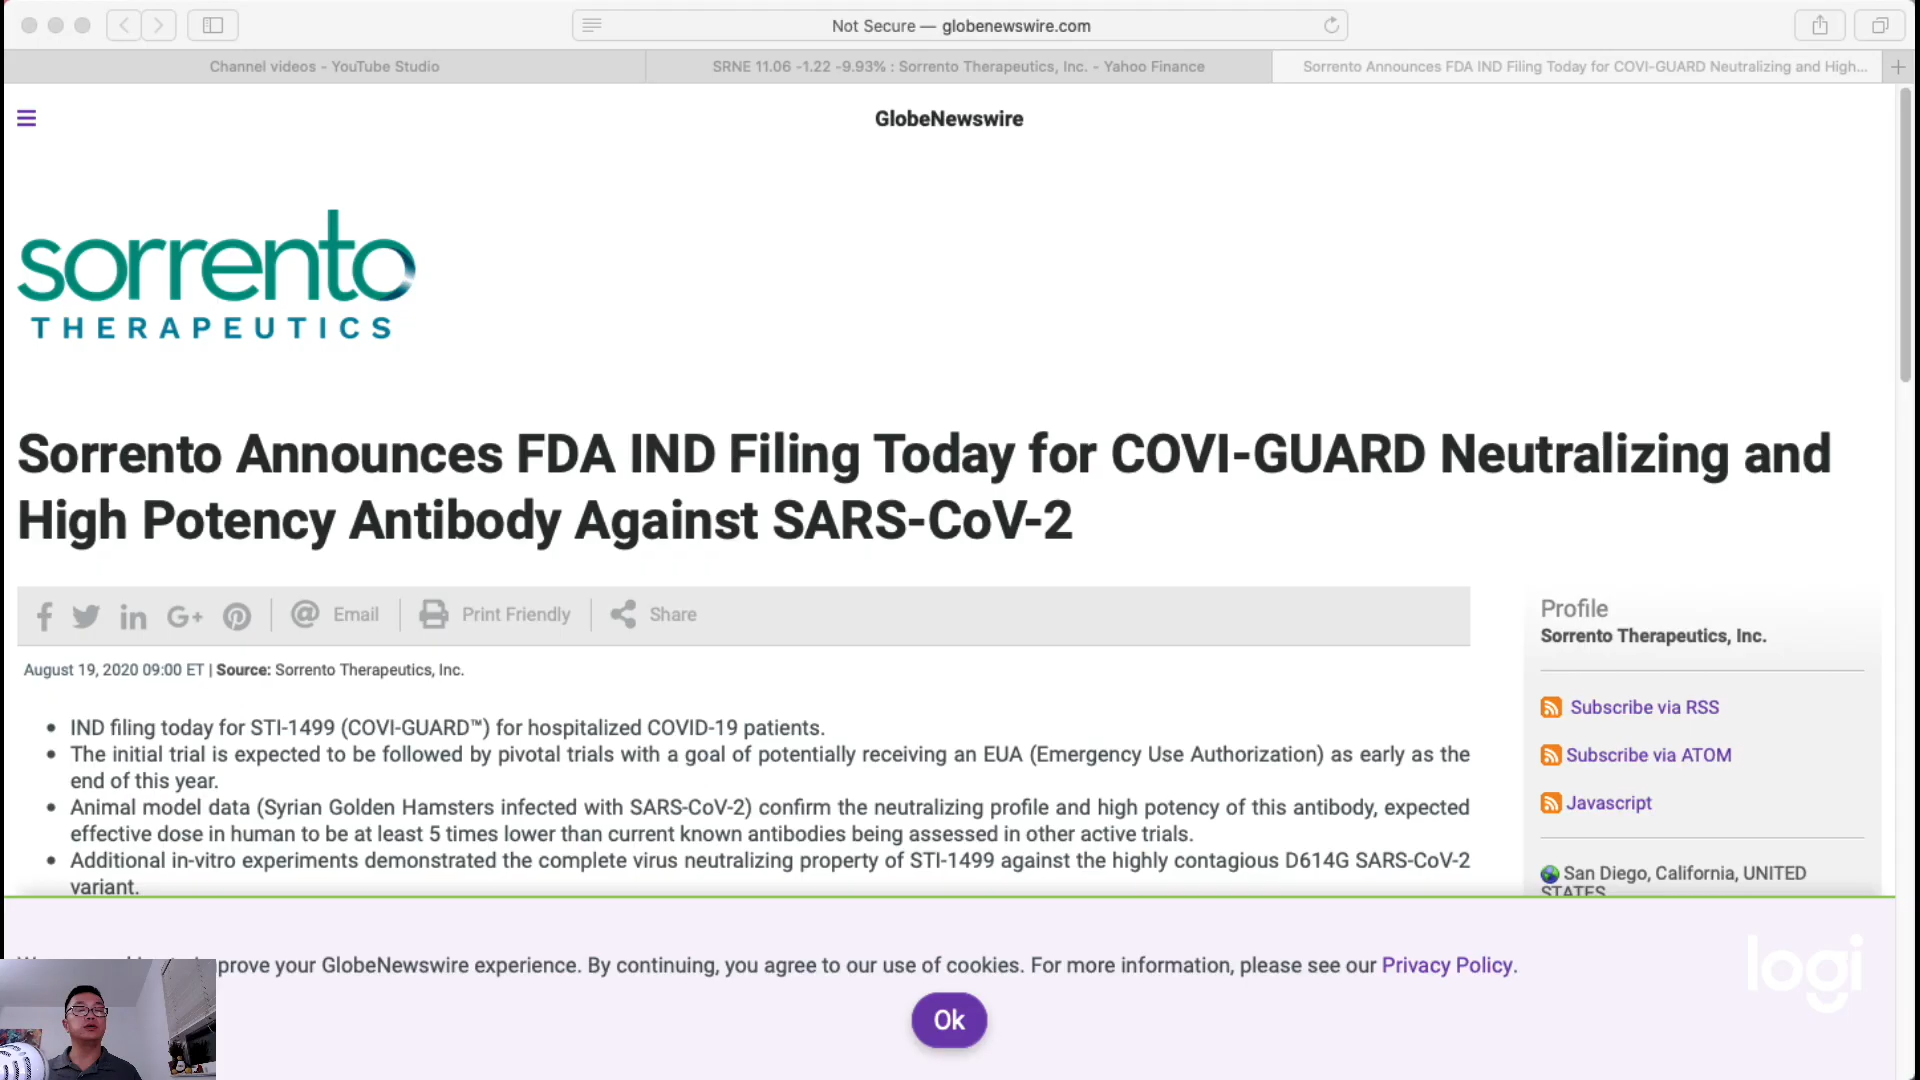 Not Secure — globenewswire.com
Channel videos - YouTube Studio
SRNE 11.06 -1.22 -9.93% : Sorrento Therapeutics, Inc. - Yahoo Finance
Sorrento Announces FDA IND Filing Today for COVI-GUARD Neutralizing and High...
GlobeNewswire
sorrento
THERAPEUTICS
Sorrento Announces FDA IND Filing Today for COVI-GUARD Neutralizing and
High Potency Antibody Against SARS-CoV-2
Email
Print Friendly
Share
August 19, 2020 09:00 ET | Source: Sorrento Therapeutics, Inc.
• IND filing today for STI-1499 (COVI-GUARD™) for hospitalized COVID-19 patients.
• The initial trial is expected to be followed by pivotal trials with a goal of potentially receiving an EUA (Emergency Use Authorization) as early as the
end of this year.
• Animal model data (Syrian Golden Hamsters infected with SARS-CoV-2) confirm the neutralizing profile and high potency of this antibody, expected
effective dose in human to be at least 5 times lower than current known antibodies being assessed in other active trials.
• Additional in-vitro experiments demonstrated the complete virus neutralizing property of STI-1499 against the highly contagious D614G SARS-CoV-2
variant.
Profile
Sorrento Therapeutics, Inc.
Subscribe via RSS
Subscribe via ATOM
Javascript
San Diego, California, UNITED
STATES
prove your GlobeNewswire experience. By continuing, you agree to our use of cookies. For more information, please see our Privacy Policy.
Ok
logi